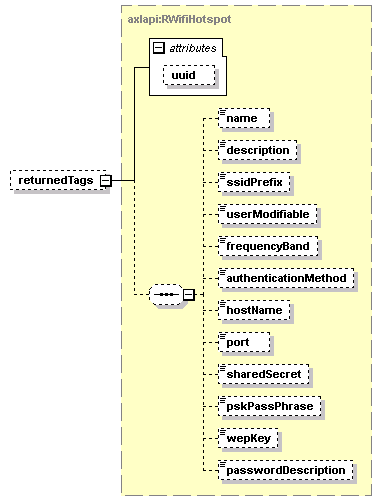 axlapi:RWifiHotspot
attributes
uuid
returnedTags
name
description
ssidPrefix
userModifiable
frequencyBand
authenticationMethod
hostName
port
sharedSecret
pskPassPhrase
wepKey
passwordDescription